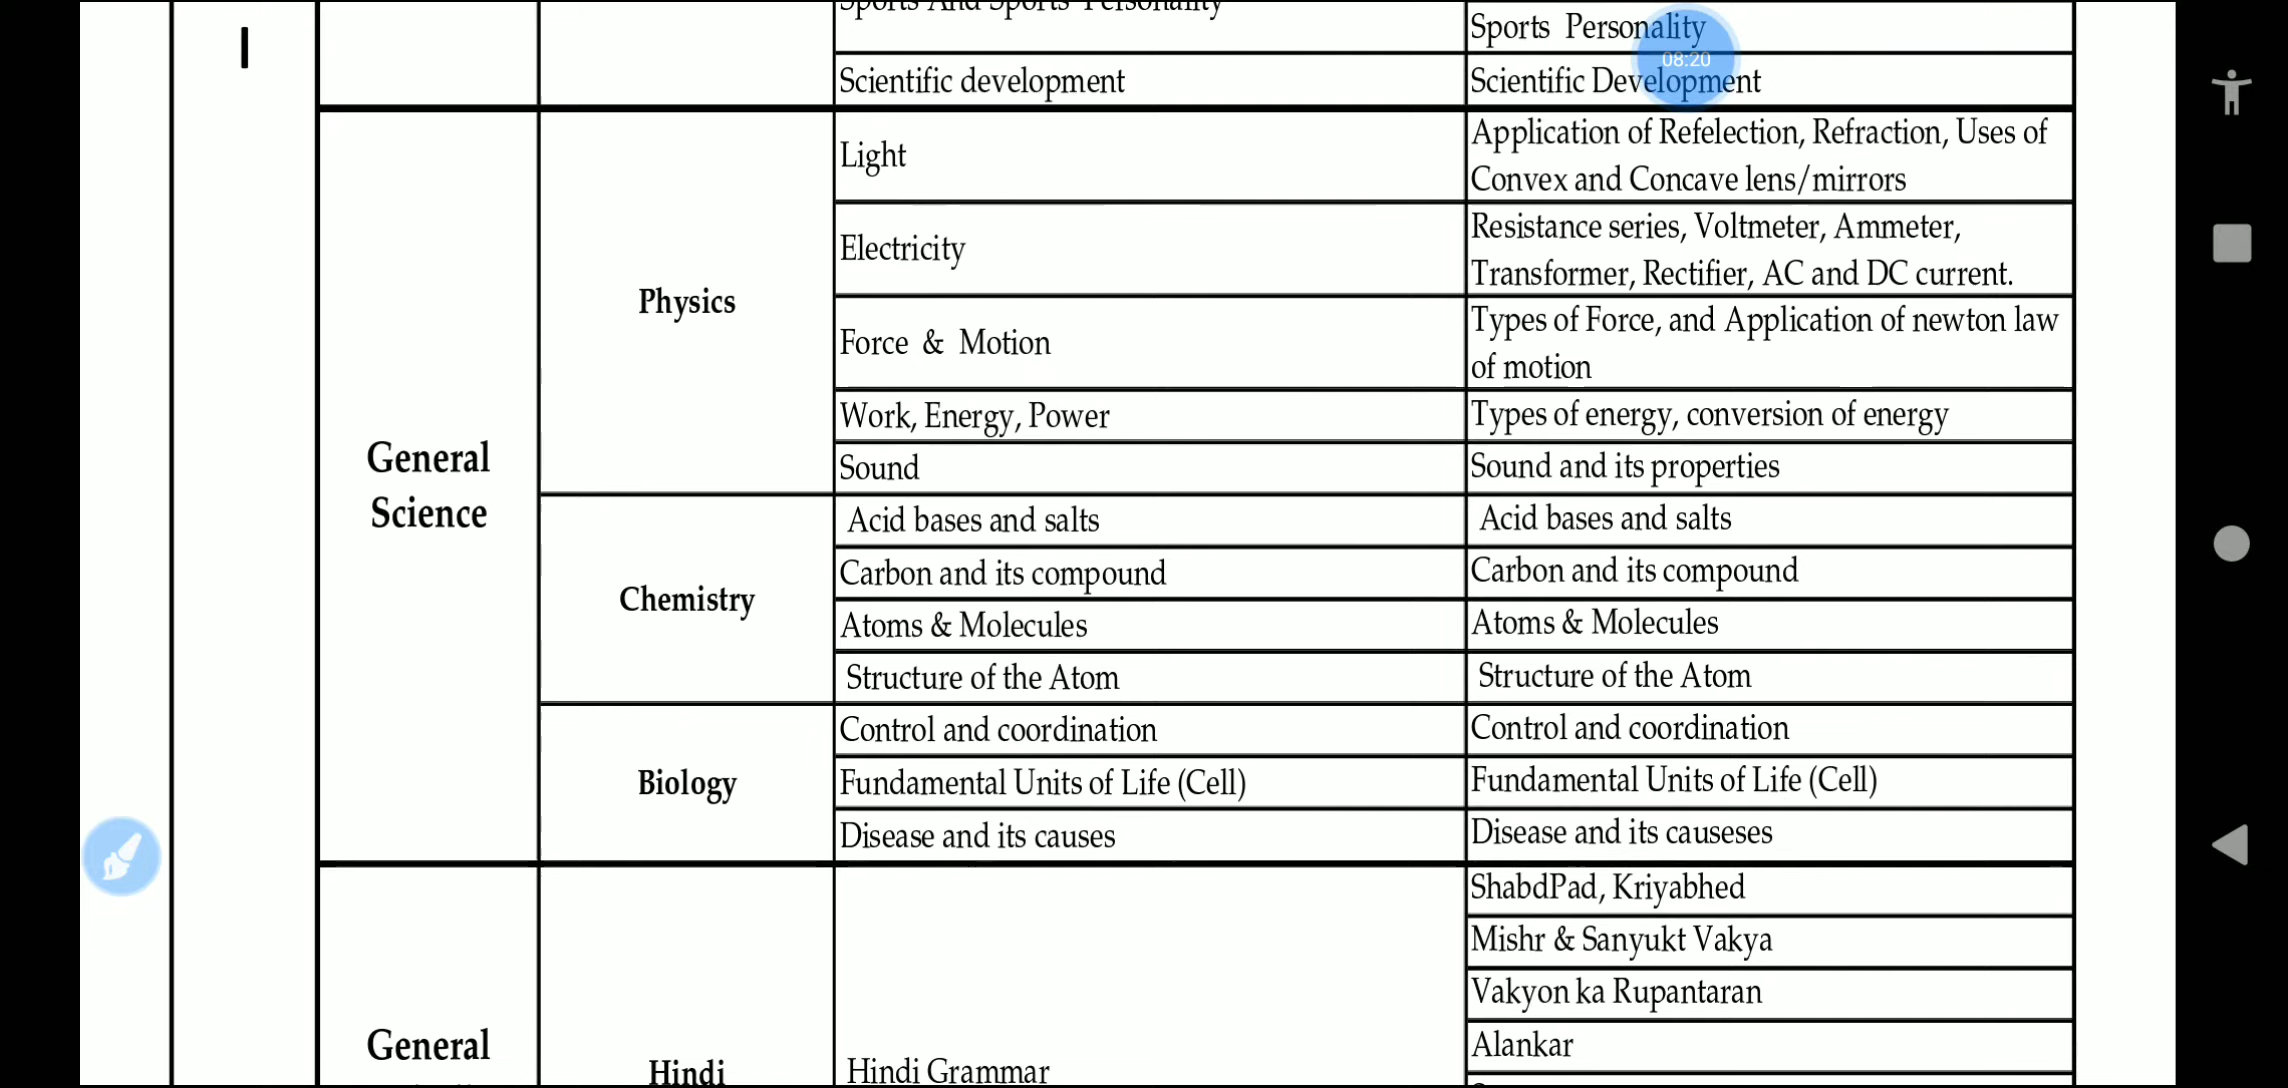 Sports And Sports Personality
Sports Personality
08:20
I
Scientific development
Scientific Development
General
Science
Physics
Light
Application of Refelection, Refraction, Uses of
Convex and Concave lens/mirrors
Electricity
Resistance series, Voltmeter, Ammeter,
Transformer, Rectifier, AC and DC current.
Force & Motion
Types of Force, and Application of newton law
of motion
Work, Energy, Power
Types of energy, conversion of energy
Sound
Sound and its properties
Chemistry
Acid bases and salts
Acid bases and salts
Carbon and its compound
Carbon and its compound
Atoms & Molecules
Atoms & Molecules
Structure of the Atom
Structure of the Atom
Biology
Control and coordination
Control and coordination
Fundamental Units of Life (Cell)
Fundamental Units of Life (Cell)
Disease and its causes
Disease and its causeses
General
Hindi
Hindi Grammar
ShabdPad, Kriyabhed
Mishr & Sanyukt Vakya
Vakyon ka Rupantaran
Alankar